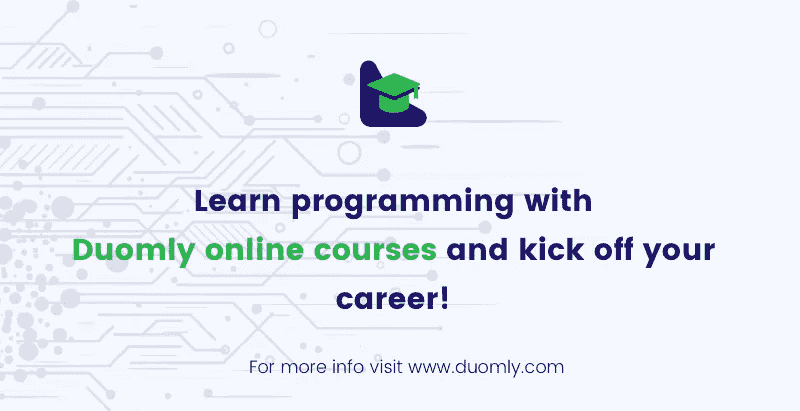 Learn programming with
Duomly online courses and kick off your
career!
For more info visit www.duomly.com